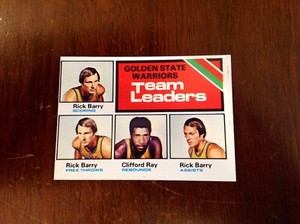 GOLDEN STATE
WARRIORS
Team
Leaders
Rick Barry
SCORING
Rick Barry
FREE THROWS
Clifford Ray
REBOUNDS
Rick Barry
ASSISTS